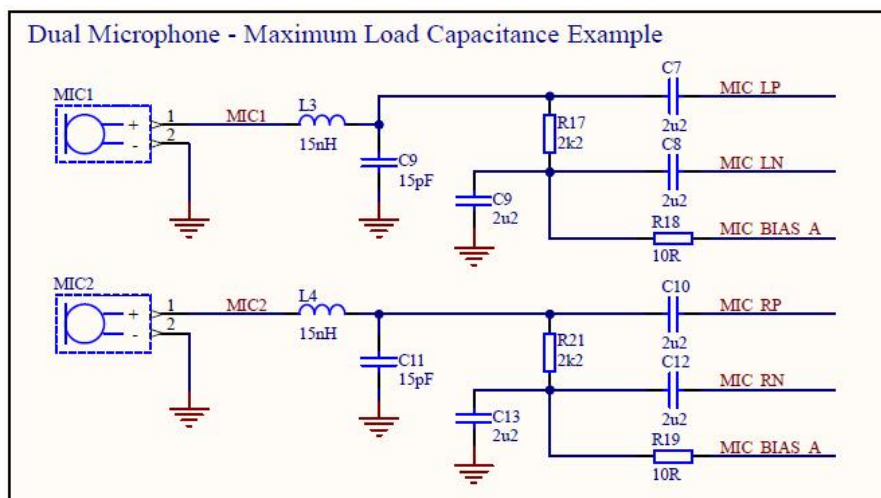 Dual Microphone - Maximum Load Capacitance Example
MIC1
+
-
1
2
MIC1
L3
15nH
C9
15pF
C9
2u2
R17
2k2
C7
2u2
MIC LP
C8
2u2
MIC LN
R18
10R
MIC BIAS A
MIC2
+
-
1
2
MIC2
L4
15nH
C11
15pF
C13
2u2
R21
2k2
C10
2u2
MIC RP
C12
2u2
MIC RN
R19
10R
MIC BIAS A